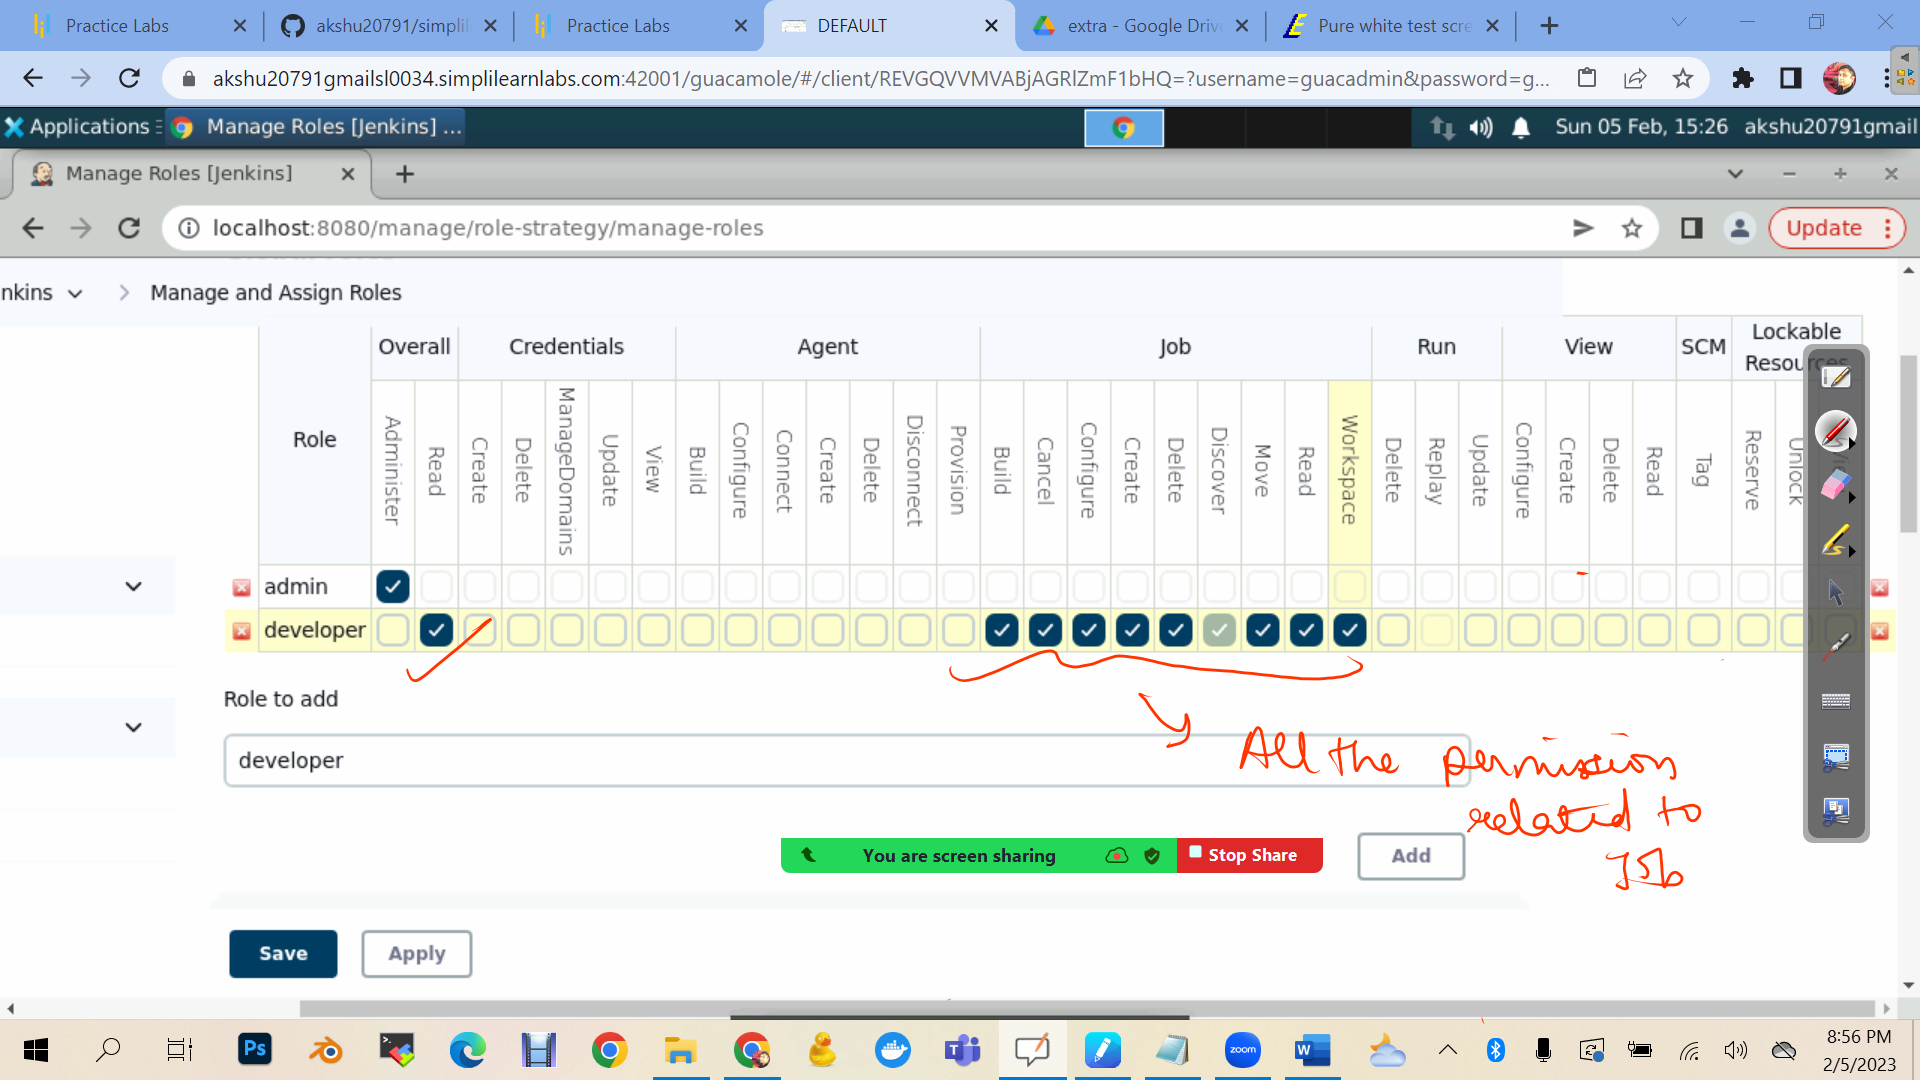 Practice Labs
akshu20791/simplil
Practice Labs
DEFAULT
extra - Google Drive
Pure white test scre
akshu20791gmailsl0034.simplilearnlabs.com:42001/guacamole/#/client/REVGQVVMVABjAGRlZmF1bHQ=?username=guacadmin&password=g...
Applications
Manage Roles [Jenkins] ...
Sun 05 Feb, 15:26
akshu20791gmail
Manage Roles [Jenkins]
localhost:8080/manage/role-strategy/manage-roles
Update
nkins
Manage and Assign Roles
Role
Overall
Credentials
Agent
Job
Run
View
SCM
Lockable
Resources
Administer
Read
Create
Delete
ManageDomains
Update
View
Build
Configure
Connect
Create
Delete
Disconnect
Provision
Build
Cancel
Configure
Create
Delete
Discover
Move
Read
Workspace
Delete
Replay
Update
Configure
Create
Delete
Read
Tag
Reserve
Unlock
admin
developer
Role to add
developer
All the permission
related to
Job
You are screen sharing
Stop Share
Add
Save
Apply
Ps
zoom
W
8:56 PM
2/5/2023